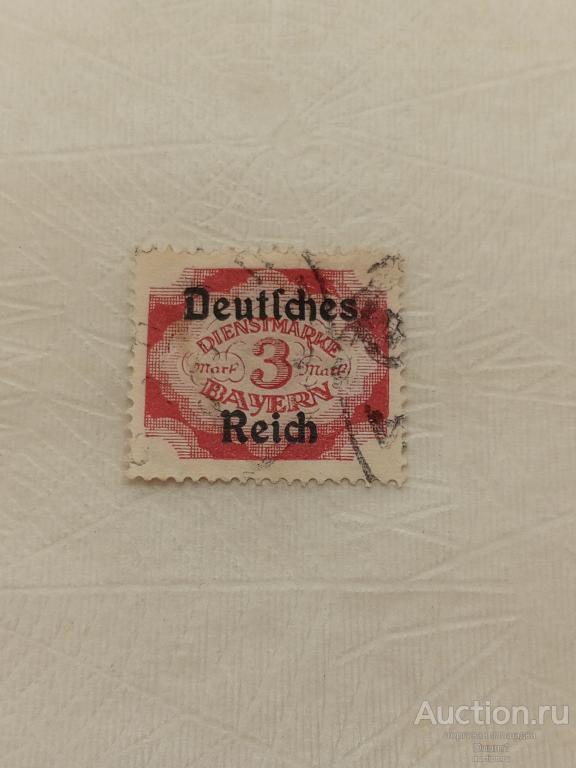 Deutſches
DIENSTMARKE
Mark 3 Mark
BAYERN
Reich
Auction.ru